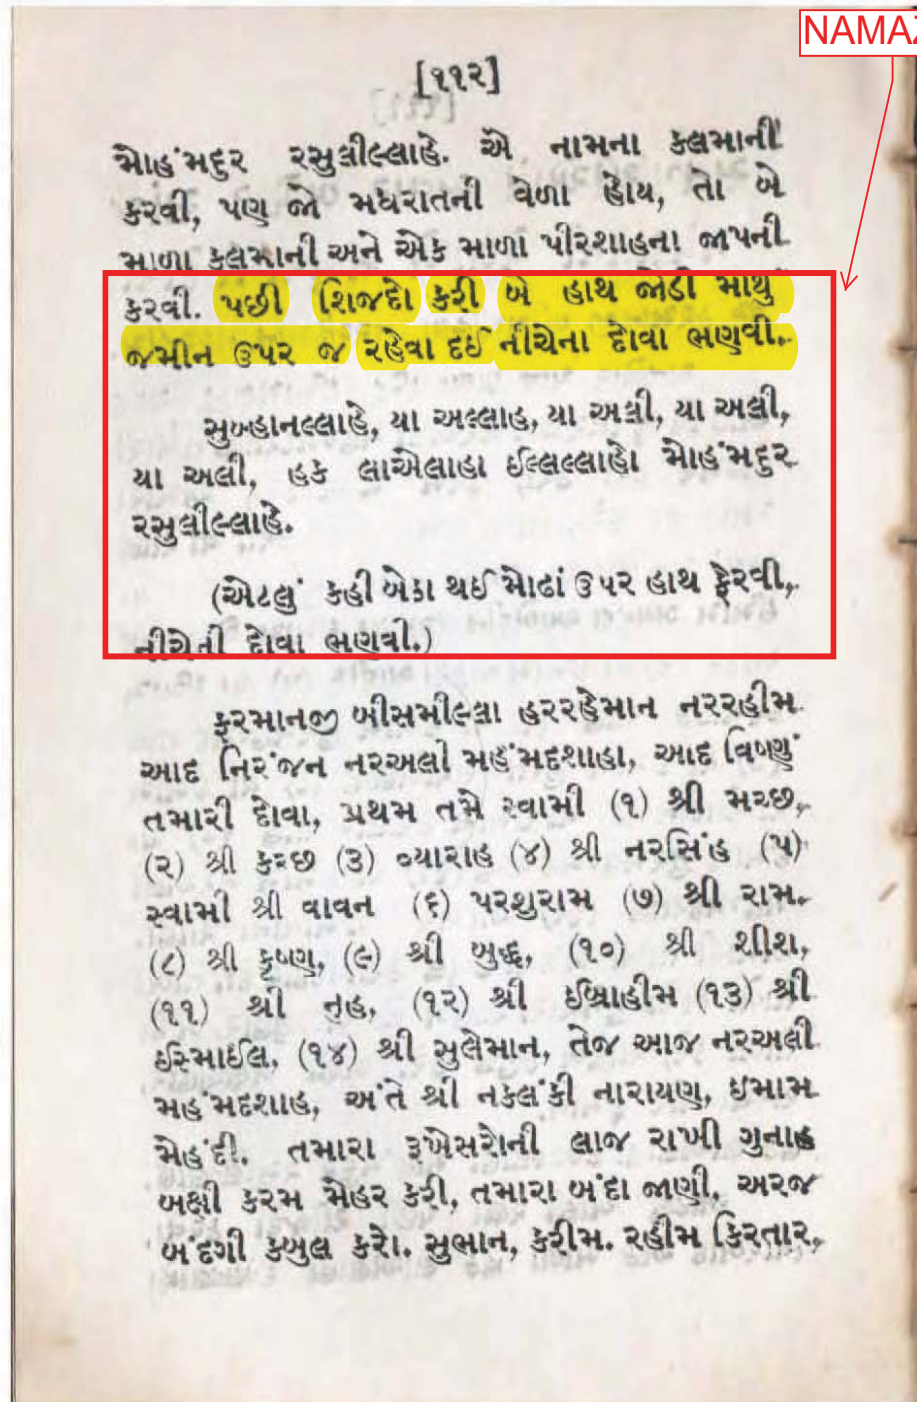 NAMAZ
[૧૧૨]
મોહંમદુર રસુલીલ્લાહે. એ નામના કલમાની
કરવી, પણ જો મધરાતની વેળા હોય, તો બે
માળા કલમાની અને એક માળા પીરશાહના જાપની
કરવી. પછી શિજદો કરી બે હાથ જોડી માથું
જમીન ઉપર જ રહેવા દઈ નીચેના દોવા ભણવી.
સુબ્હાનલ્લાહે, યા અલ્લાહ, યા અલી, યા અલી,
યા અલી, હક લાએલાહા ઈલ્લલ્લાહો મોહંમદુર
રસુલીલ્લાહે.
(એટલું કહી બેઠા થઈ મોઢાં ઉપર હાથ ફેરવી,
નીચેની દોવા ભણવી.)
ફરમાનજી બીસમીલ્લા હરરહેમાન નરરહીમ
આદ નિરંજન નરઅલી મહંમદશાહા, આદ વિષ્ણું
તમારી દોવા, પ્રથમ તમે સ્વામી (૧) શ્રી મચ્છ,
(૨) શ્રી કચ્છ (૩) વ્યારાહ (૪) શ્રી નરસિંહ (૫)
સ્વામી શ્રી વાવન (૬) પરશુરામ (૭) શ્રી રામ.
(૮) શ્રી કૃષ્ણ, (૯) શ્રી બુદ્ધ, (૧૦) શ્રી શીશ,
(૧૧) શ્રી નુહ, (૧૨) શ્રી ઈબ્રાહીમ (૧૩) શ્રી
ઈસ્માઈલ, (૧૪) શ્રી સુલેમાન, તેજ આજ નરઅલી
મહંમદશાહ, અંતે શ્રી નકલંકી નારાયણ, ઇમામ
મેહંદી. તમારા રૂખેસરોની લાજ રાખી ગુનાહ
બક્ષી કરમ મેહર કરી, તમારા બંદા જાણી, અરજ
બંદગી કબુલ કરો. સુભાન, કરીમ. રહીમ કિરતાર,